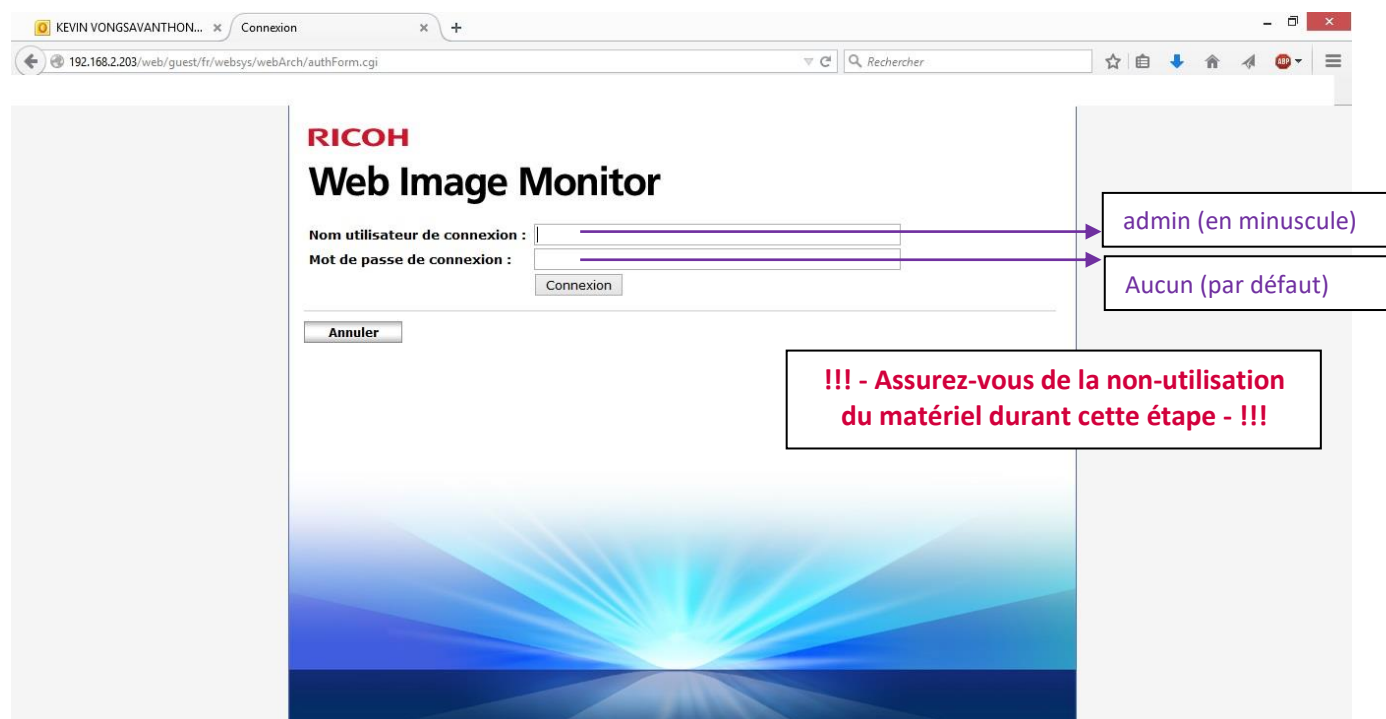 KEVIN VONGSAVANTHON... × Connexion × +
192.168.2.203/web/guest/fr/websys/webArch/authForm.cgi Rechercher ABP
RICOH
Web Image Monitor
Nom utilisateur de connexion :
admin (en minuscule)
Mot de passe de connexion :
Aucun (par défaut)
Connexion
Annuler
!!! - Assurez-vous de la non-utilisation
du matériel durant cette étape - !!!